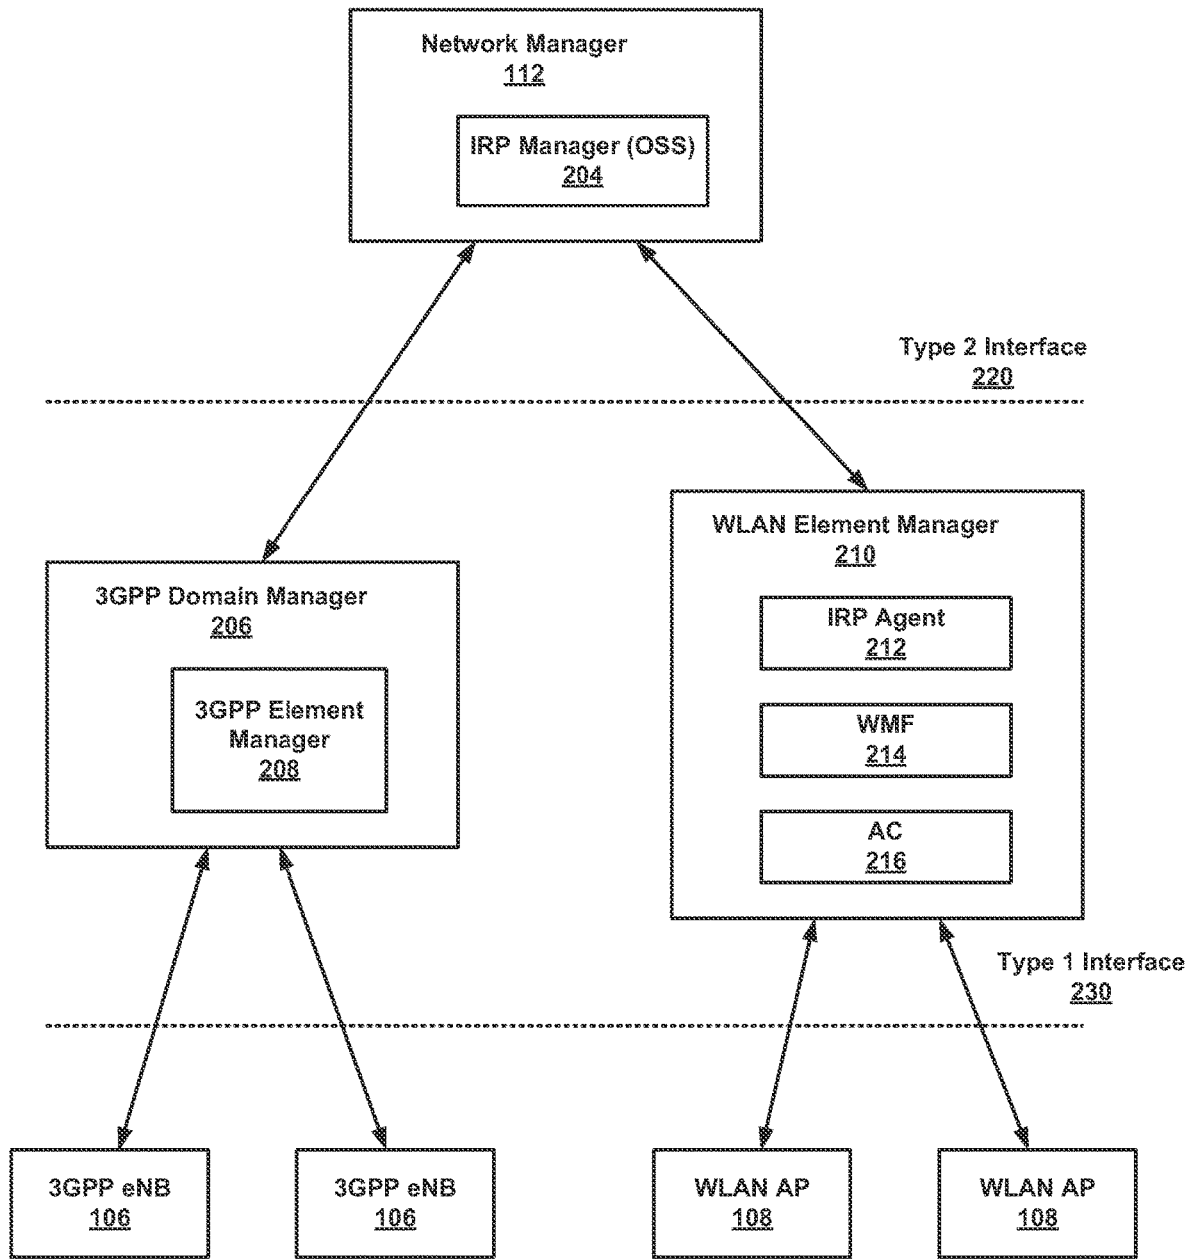 Network Manager
112
IRP Manager (OSS)
204
Type 2 Interface
220
WLAN Element Manager
210
IRP Agent
212
WMF
214
AC
216
3GPP Domain Manager
206
3GPP Element
Manager
208
Type 1 Interface
230
3GPP eNB
106
3GPP eNB
106
WLAN AP
108
WLAN AP
108